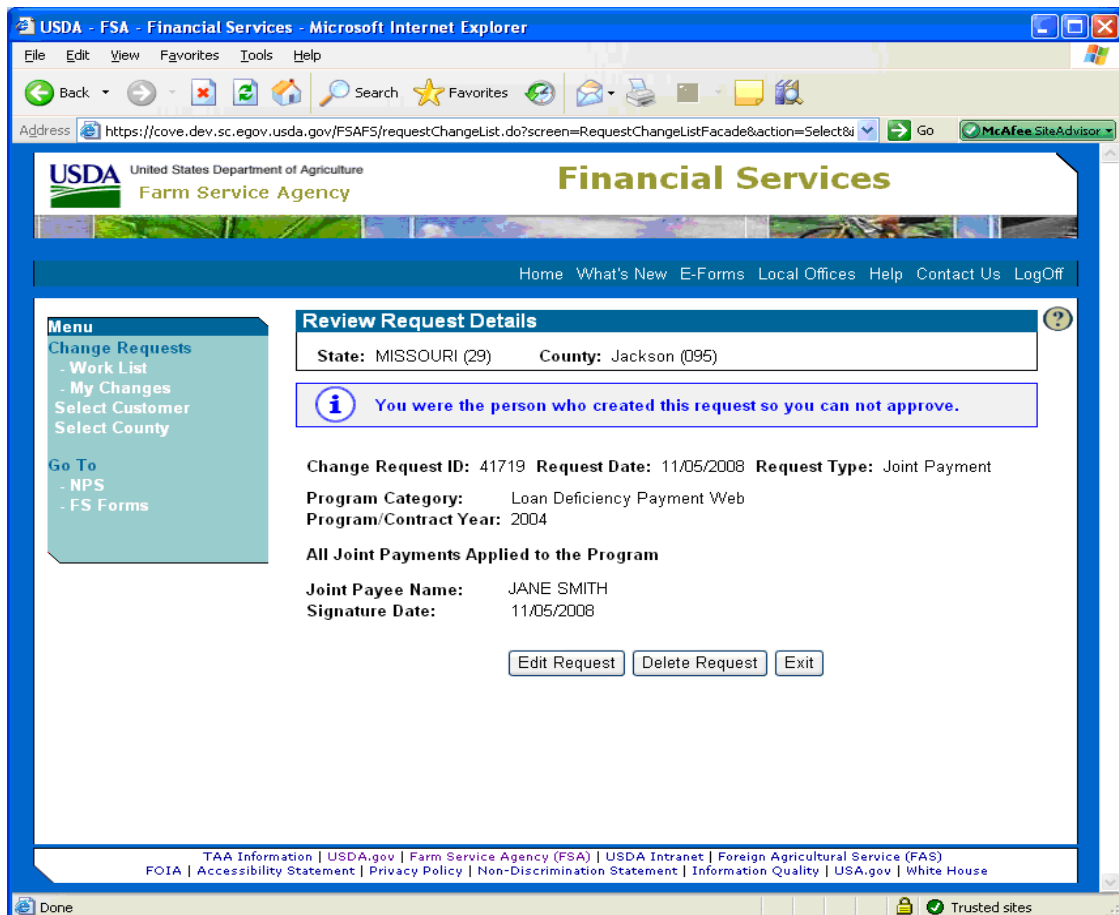 USDA - FSA - Financial Services - Microsoft Internet Explorer
File Edit View Favorites Tools Help
Back Search Favorites
Address https://cove.dev.sc.egov.usda.gov/FSAFS/requestChangeList.do?screen=RequestChangeListFacade&action=Select&i Go McAfee SiteAdvisor
USDA United States Department of Agriculture
Farm Service Agency
Financial Services
Home What's New E-Forms Local Offices Help Contact Us LogOff
Menu
Change Requests
- Work List
- My Changes
Select Customer
Select County
Go To
- NPS
- FS Forms
Review Request Details
?
State: MISSOURI (29) County: Jackson (095)
i You were the person who created this request so you can not approve.
Change Request ID: 41719 Request Date: 11/05/2008 Request Type: Joint Payment
Program Category: Loan Deficiency Payment Web
Program/Contract Year: 2004
All Joint Payments Applied to the Program
Joint Payee Name: JANE SMITH
Signature Date: 11/05/2008
Edit Request Delete Request Exit
TAA Information | USDA.gov | Farm Service Agency (FSA) | USDA Intranet | Foreign Agricultural Service (FAS)
FOIA | Accessibility Statement | Privacy Policy | Non-Discrimination Statement | Information Quality | USA.gov | White House
Done Trusted sites